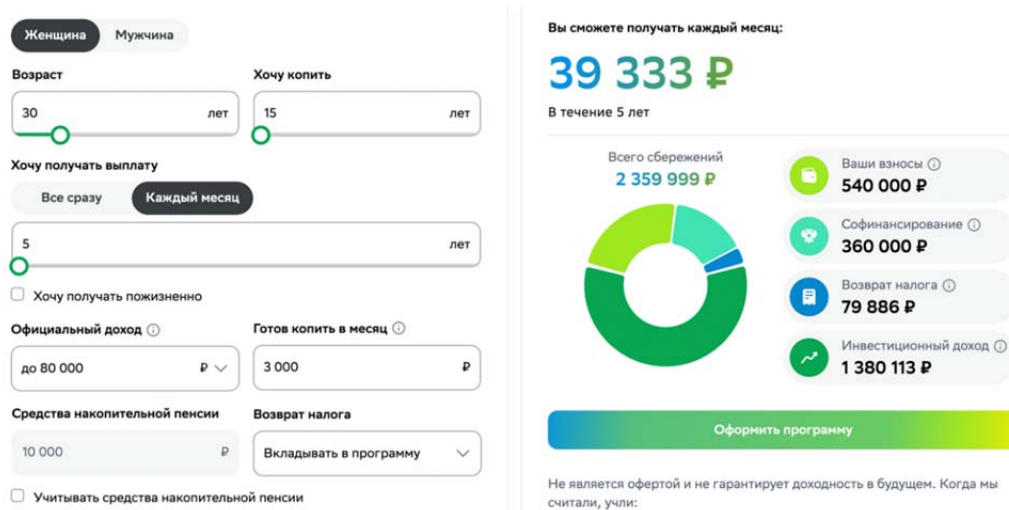 Женщина Мужчина
Возраст Хочу копить
30 лет 15 лет
Хочу получать выплату
Все сразу Каждый месяц
5 лет
Хочу получать пожизненно
Официальный доход Готов копить в месяц
до 80 000 ₽ 3 000 ₽
Средства накопительной пенсии Возврат налога
10 000 ₽ Вкладывать в программу
Учитывать средства накопительной пенсии
Вы сможете получать каждый месяц:
39 333 ₽
В течение 5 лет
Всего сбережений
2 359 999 ₽
Ваши взносы
540 000 ₽
Софинансирование
360 000 ₽
Возврат налога
79 886 ₽
Инвестиционный доход
1 380 113 ₽
Оформить программу
Не является офертой и не гарантирует доходность в будущем. Когда мы
считали, учли: